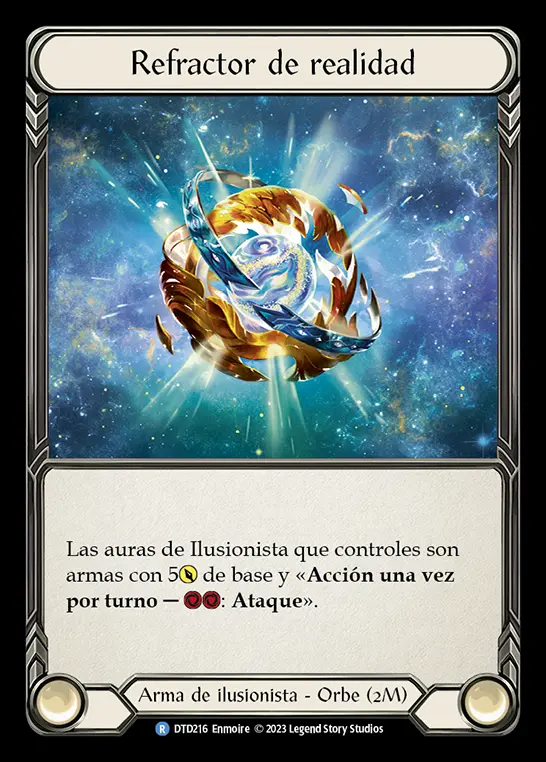 Refractor de realidad
Las auras de Ilusionista que controles son
armas con 5 de base y «Acción una vez
por turno — : Ataque».
Arma de ilusionista - Orbe (2M)
R DTD216 Enmoire © 2023 Legend Story Studios